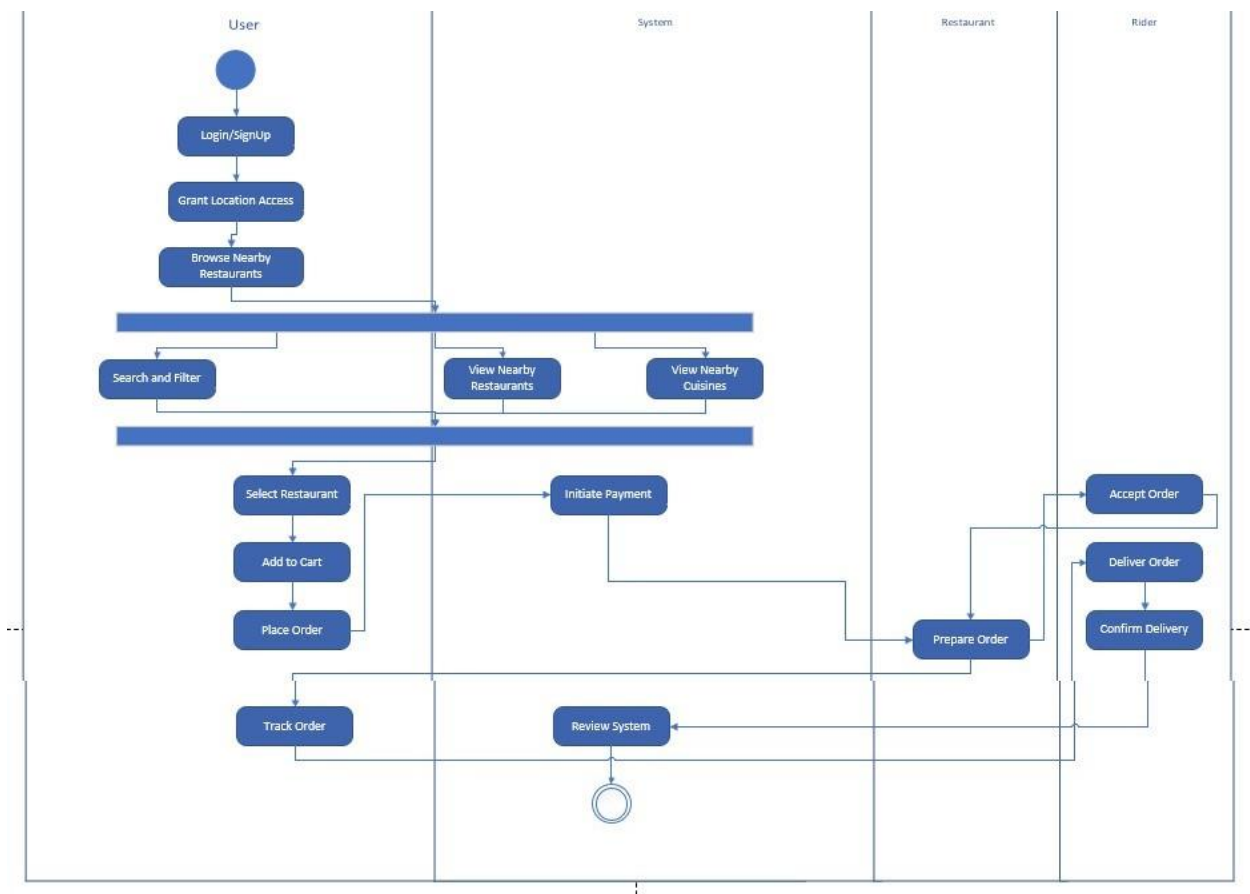 User
System
Restaurant
Rider
Login/SignUp
Grant Location Access
Browse Nearby
Restaurants
Search and Filter
View Nearby
Restaurants
View Nearby
Cuisines
Select Restaurant
Initiate Payment
Accept Order
Add to Cart
Deliver Order
Place Order
Prepare Order
Confirm Delivery
Track Order
Review System